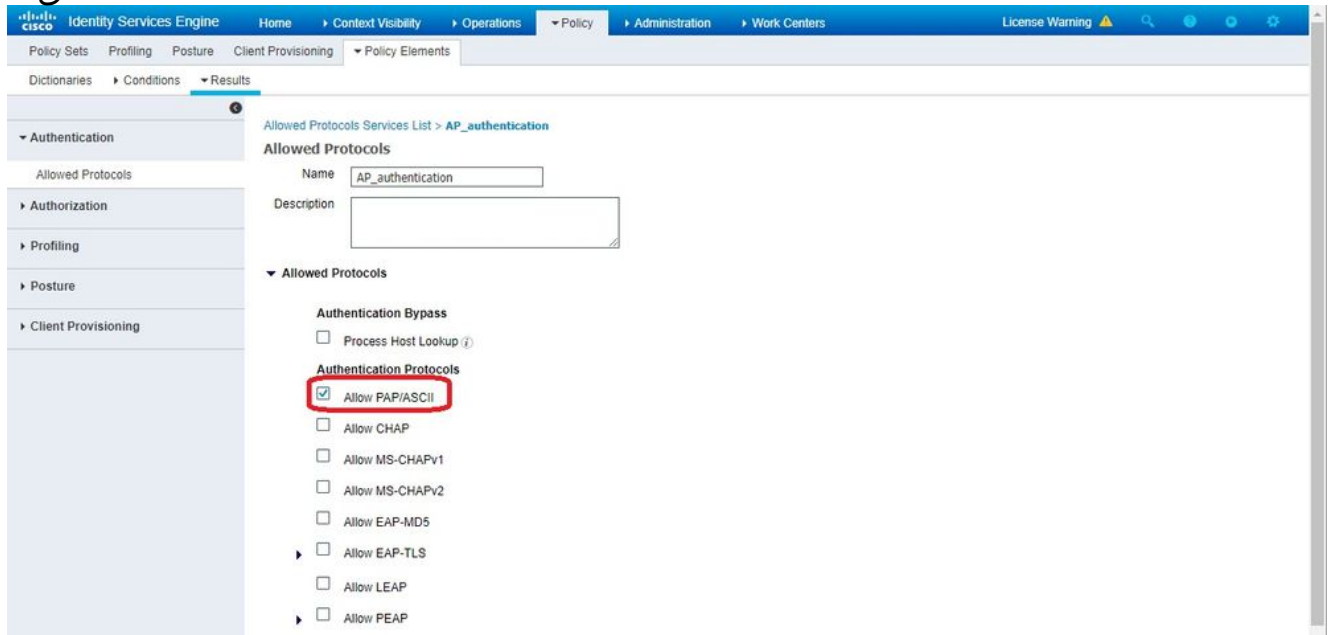 cisco Identity Services Engine Home Context Visibility Operations Policy Administration Work Centers License Warning
Policy Sets Profiling Posture Client Provisioning Policy Elements
Dictionaries Conditions Results
Authentication
Allowed Protocols
Authorization
Profiling
Posture
Client Provisioning
Allowed Protocols Services List > AP_authentication
Allowed Protocols
Name AP_authentication
Description
Allowed Protocols
Authentication Bypass
Process Host Lookup
Authentication Protocols
Allow PAP/ASCII
Allow CHAP
Allow MS-CHAPv1
Allow MS-CHAPv2
Allow EAP-MD5
Allow EAP-TLS
Allow LEAP
Allow PEAP